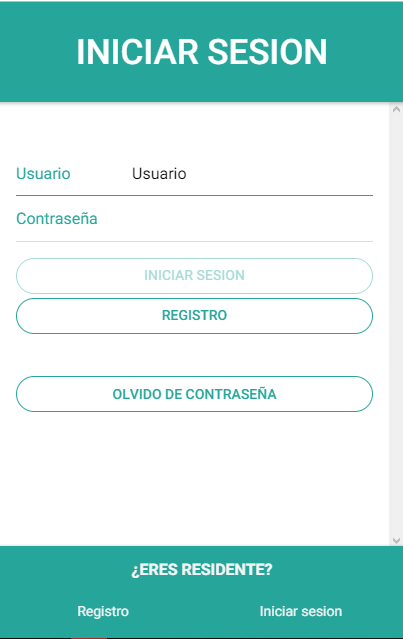 INICIAR SESION
Usuario Usuario
Contraseña
INICIAR SESION
REGISTRO
OLVIDO DE CONTRASEÑA
¿ERES RESIDENTE?
Registro Iniciar sesion